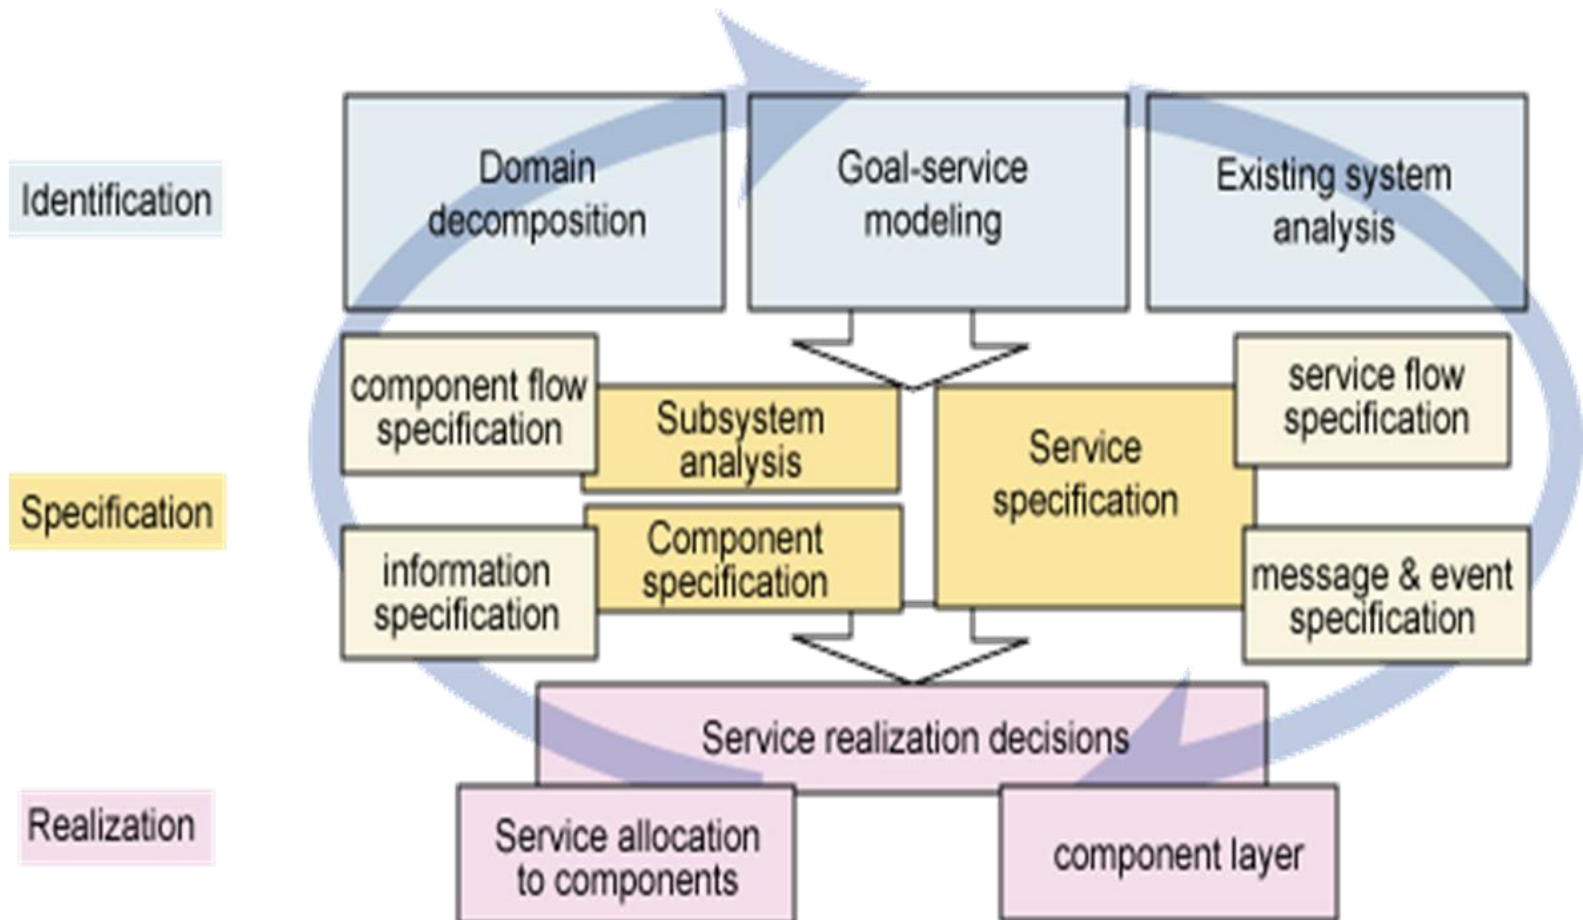 Identification
Domain
decomposition
Goal-service
modeling
Existing system
analysis
Specification
component flow
specification
Subsystem
analysis
Service
specification
service flow
specification
information
specification
Component
specification
message & event
specification
Realization
Service realization decisions
Service allocation
to components
component layer